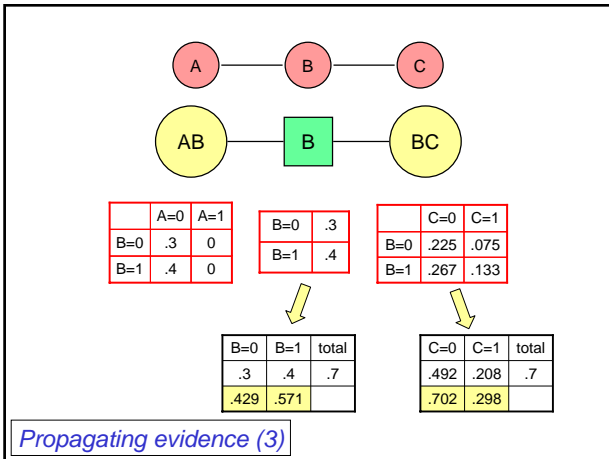 A B C
AB B BC
A=0 A=1
B=0 .3 0
B=1 .4 0
B=0 .3
B=1 .4
C=0 C=1
B=0 .225 .075
B=1 .267 .133
B=0 B=1 total
.3 .4 .7
.429 .571
C=0 C=1 total
.492 .208 .7
.702 .298
Propagating evidence (3)